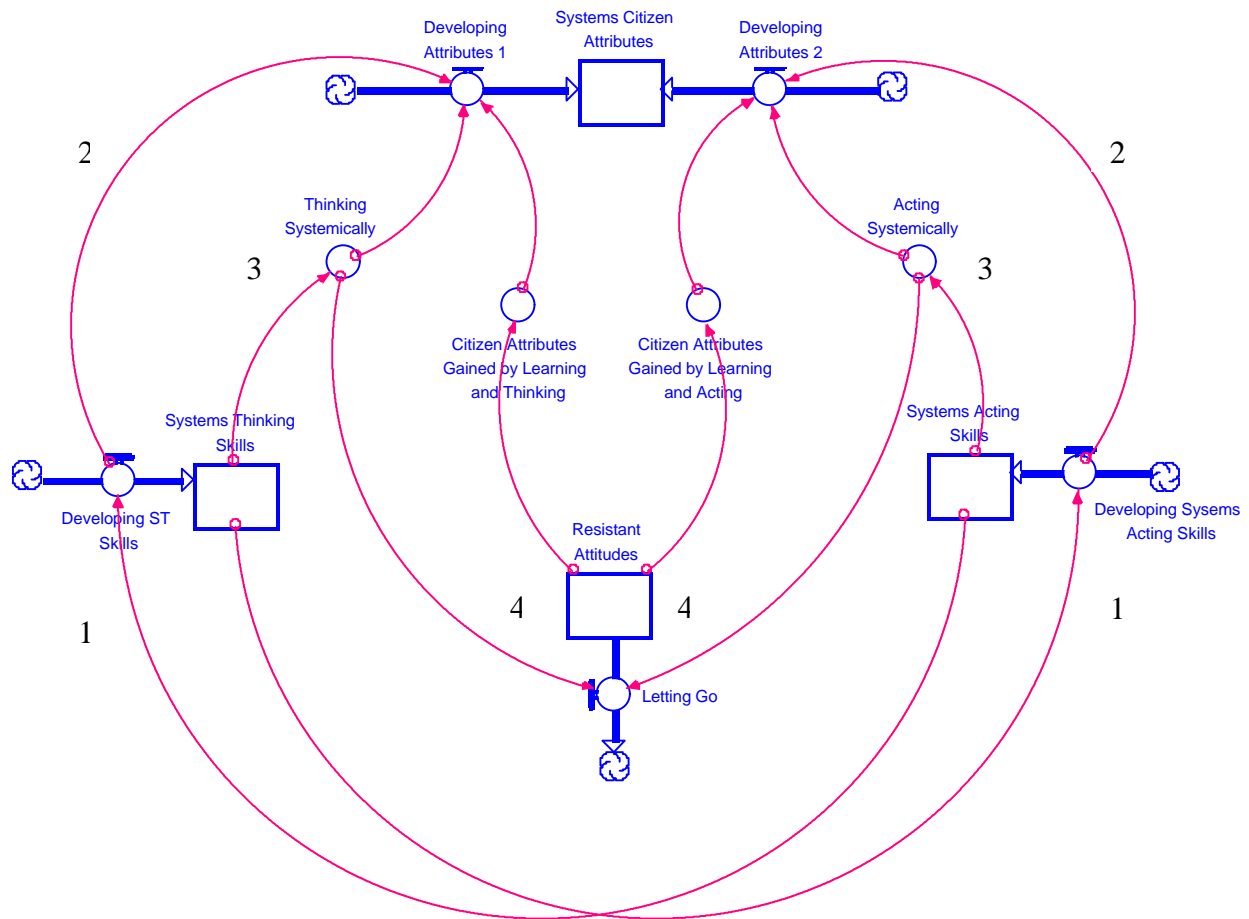 Developing
Attributes 1
Systems Citizen
Attributes
Developing
Attributes 2
2
2
Thinking
Systemically
Acting
Systemically
3
3
Citizen Attributes
Gained by Learning
and Thinking
Citizen Attributes
Gained by Learning
and Acting
Systems Thinking
Skills
Systems Acting
Skills
Developing ST
Skills
Developing Sysems
Acting Skills
Resistant
Attitudes
4
4
1
1
Letting Go